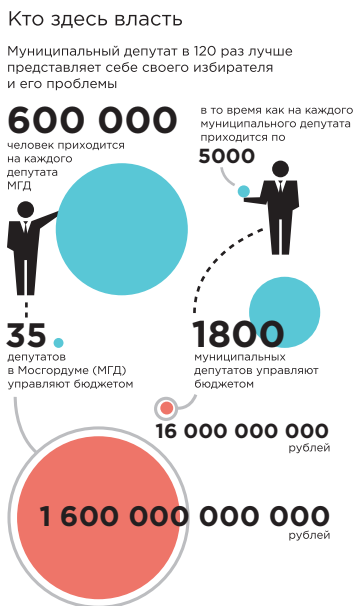 Кто здесь власть
Муниципальный депутат в 120 раз лучше
представляет себе своего избирателя
и его проблемы
600 000
человек приходится
на каждого
депутата
МГД
в то время как на каждого
муниципального депутата
приходится по
5000
35
депутатов
в Мосгордуме (МГД)
управляют бюджетом
1800
муниципальных
депутатов управляют
бюджетом
16 000 000 000
рублей
1 600 000 000 000
рублей